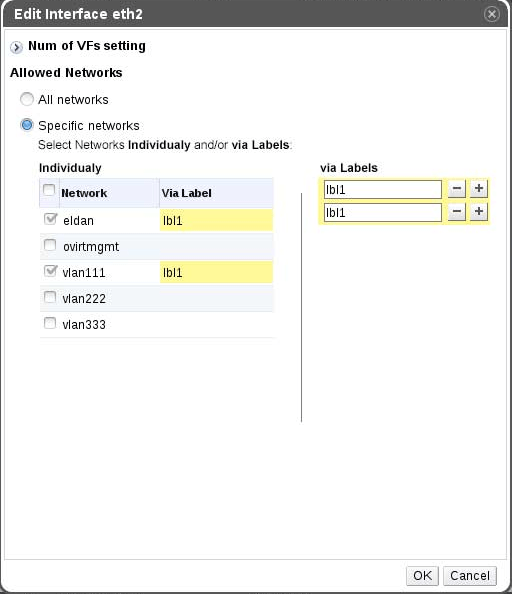 Edit Interface eth2
Num of VFs setting
Allowed Networks
All networks
Specific networks
Select Networks Individualy and/or via Labels:
Individualy
Network Via Label
eldan lbl1
ovirtmgmt
vlan111 lbl1
vlan222
vlan333
via Labels
lbl1
lbl1
OK Cancel